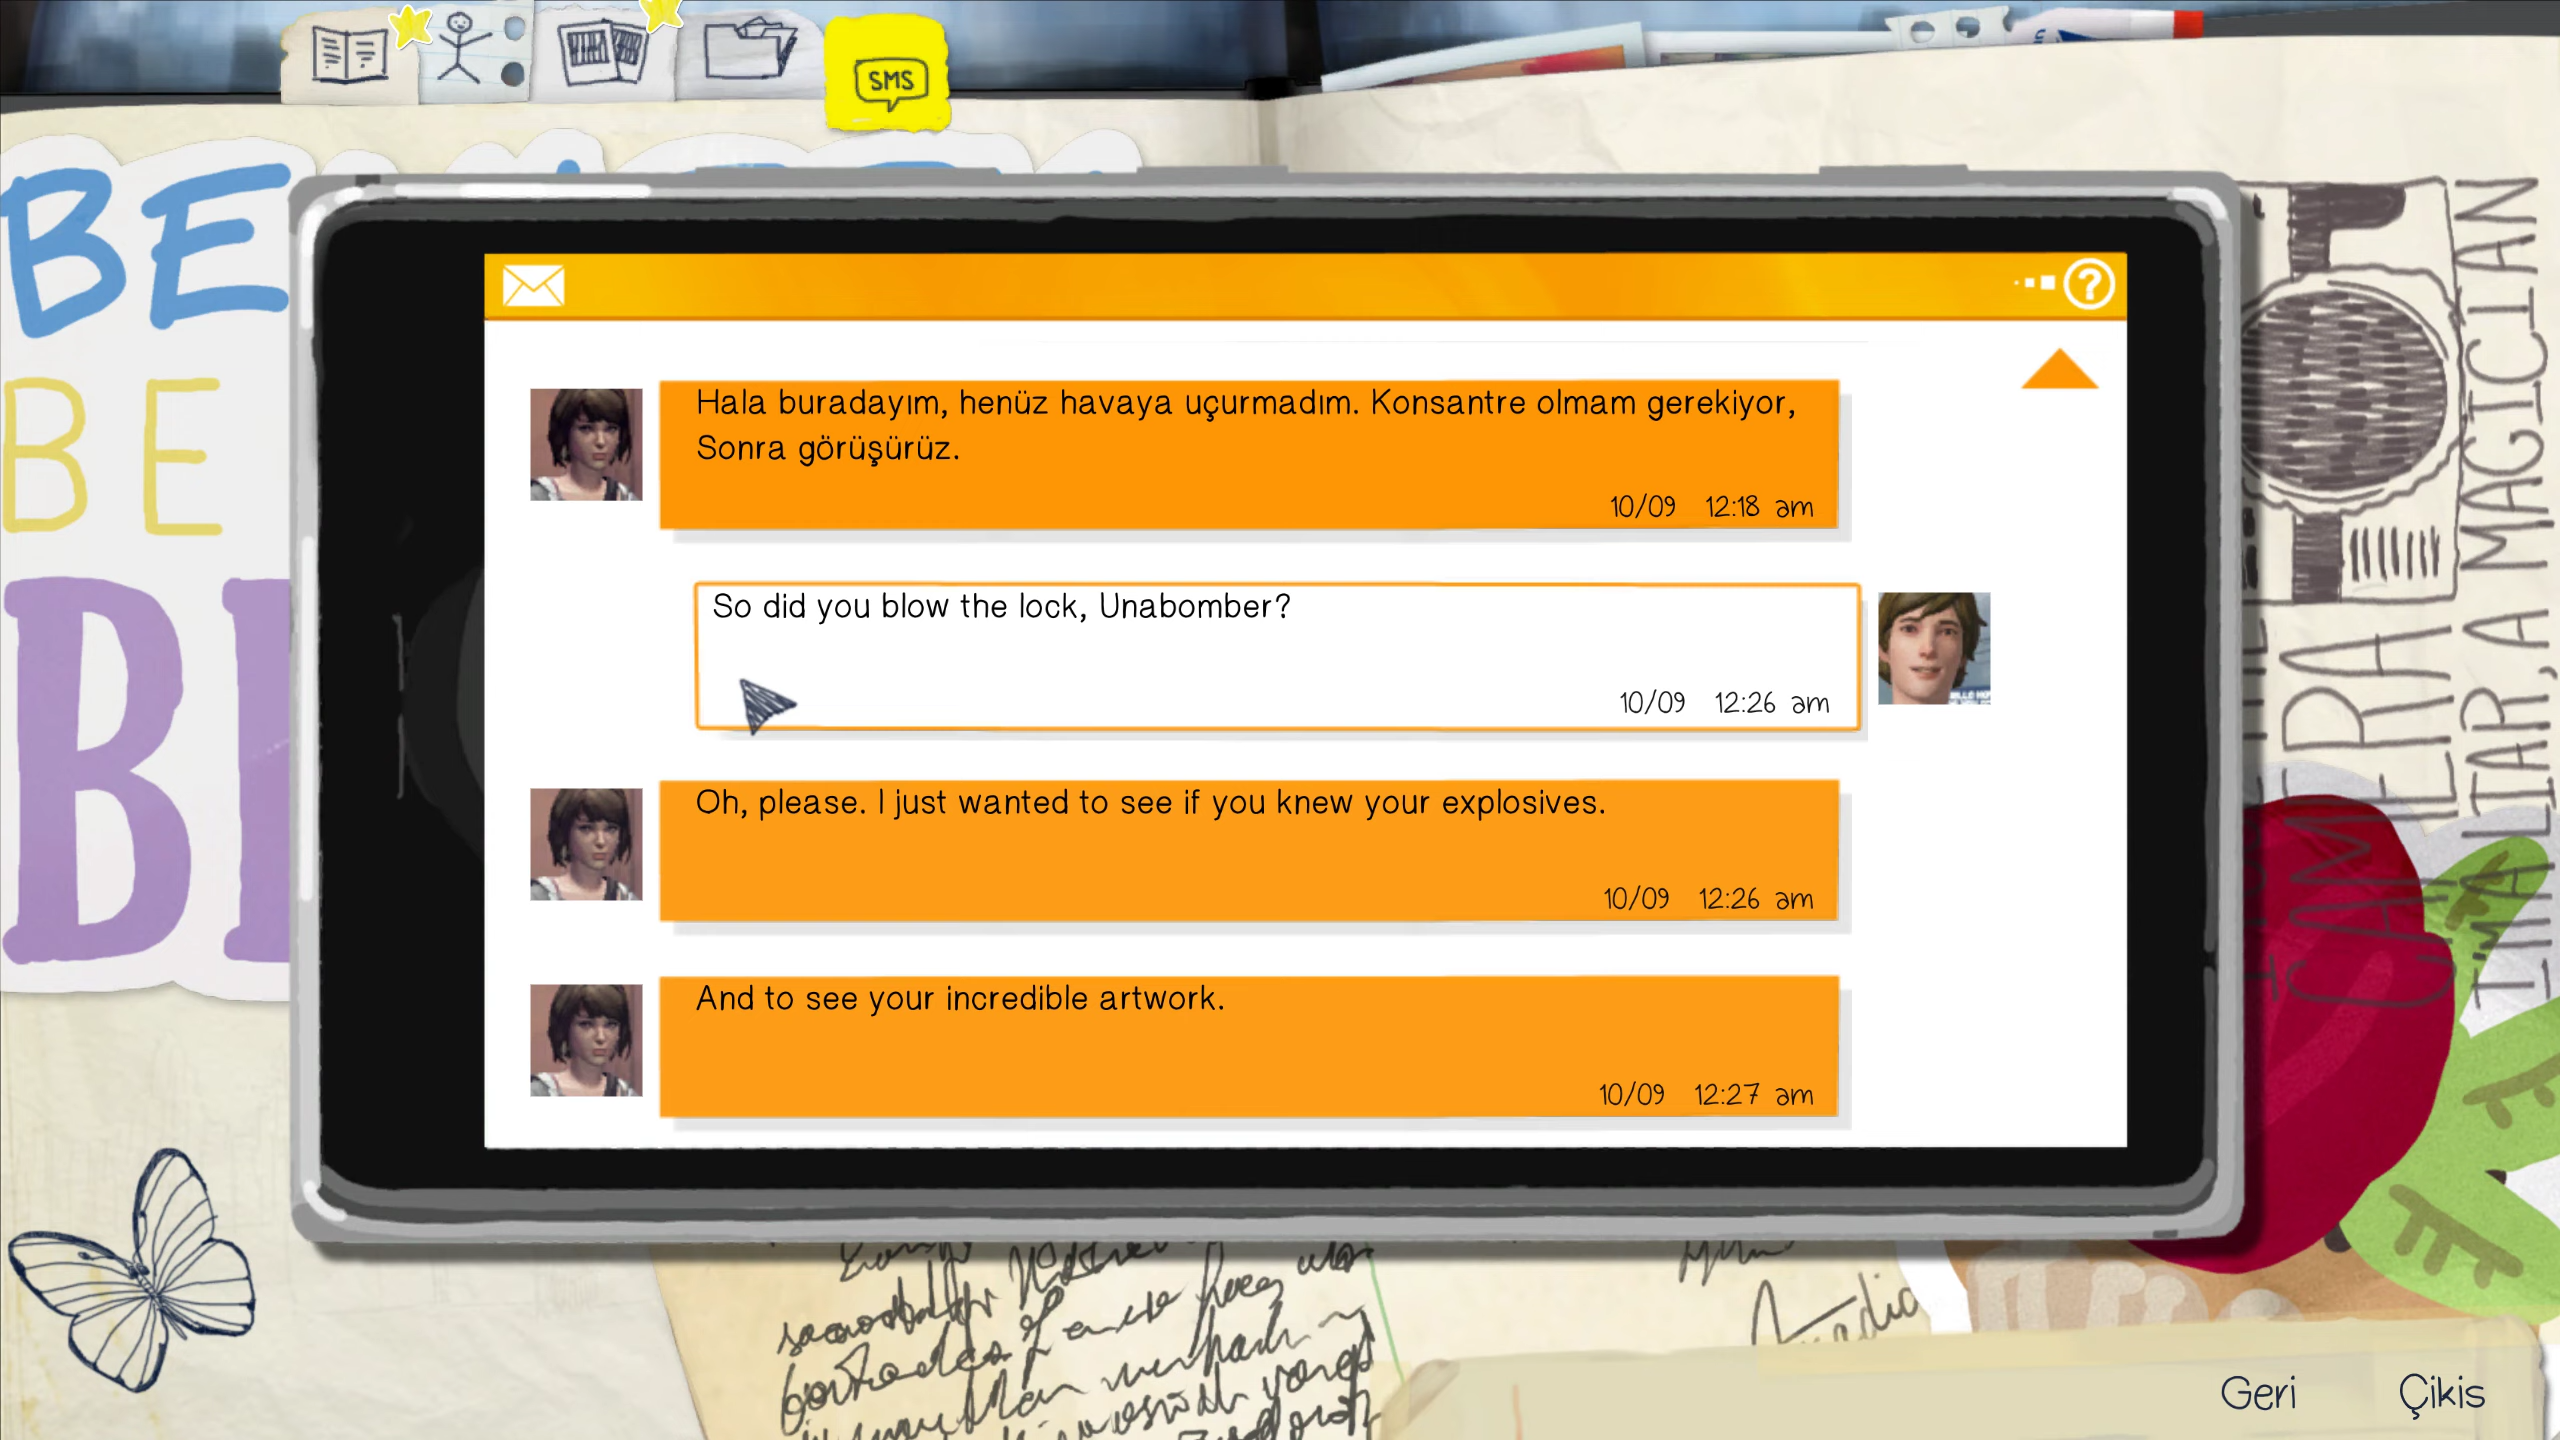 SMS
BE
BE
Hala buradayım, henüz havaya uçurmadım. Konsantre olmam gerekiyor,
Sonra görüşürüz.
10/09 12:18 am
So did you blow the lock, Unabomber?
10/09 12:26 am
Oh, please. I just wanted to see if you knew your explosives.
10/09 12:26 am
And to see your incredible artwork.
10/09 12:27 am
CAMERA
I'M A LIAR, A MAGICIAN
Geri Çikis